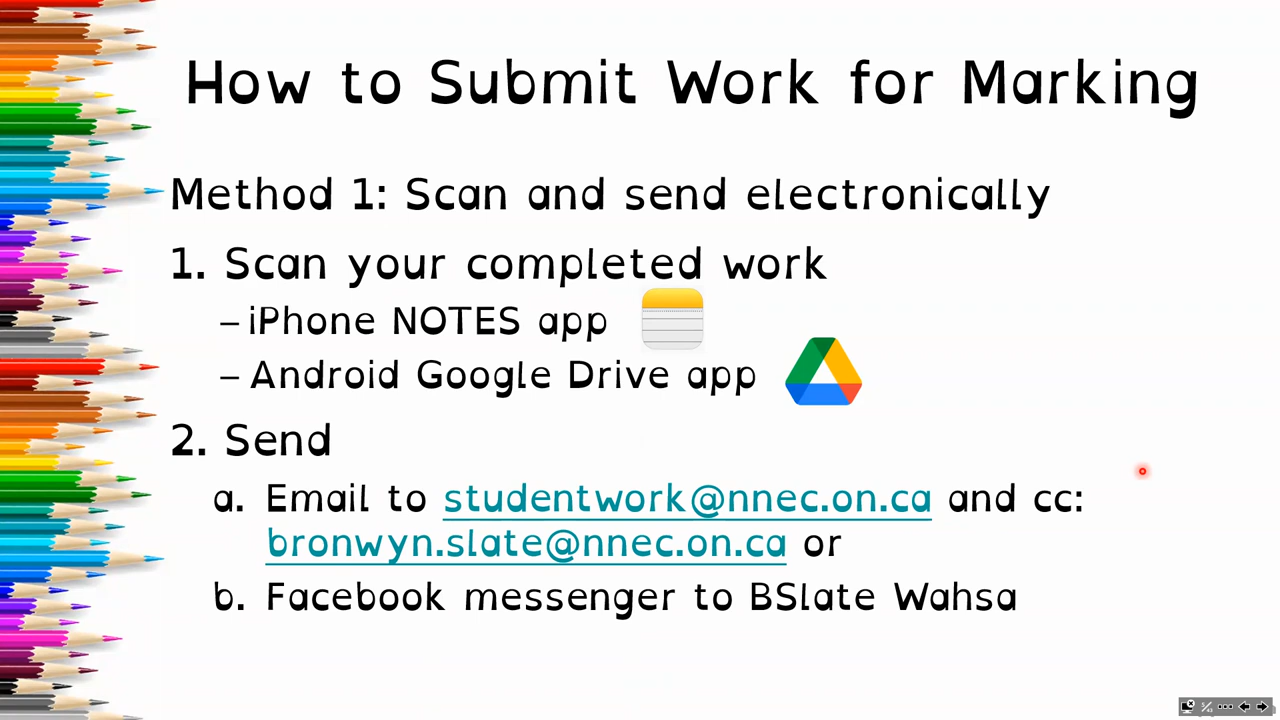 How to Submit Work for Marking
Method 1: Scan and send electronically
1. Scan your completed work
– iPhone NOTES app
– Android Google Drive app
2. Send
a. Email to studentwork@nnec.on.ca and cc:
bronwyn.slate@nnec.on.ca or
b. Facebook messenger to BSlate Wahsa